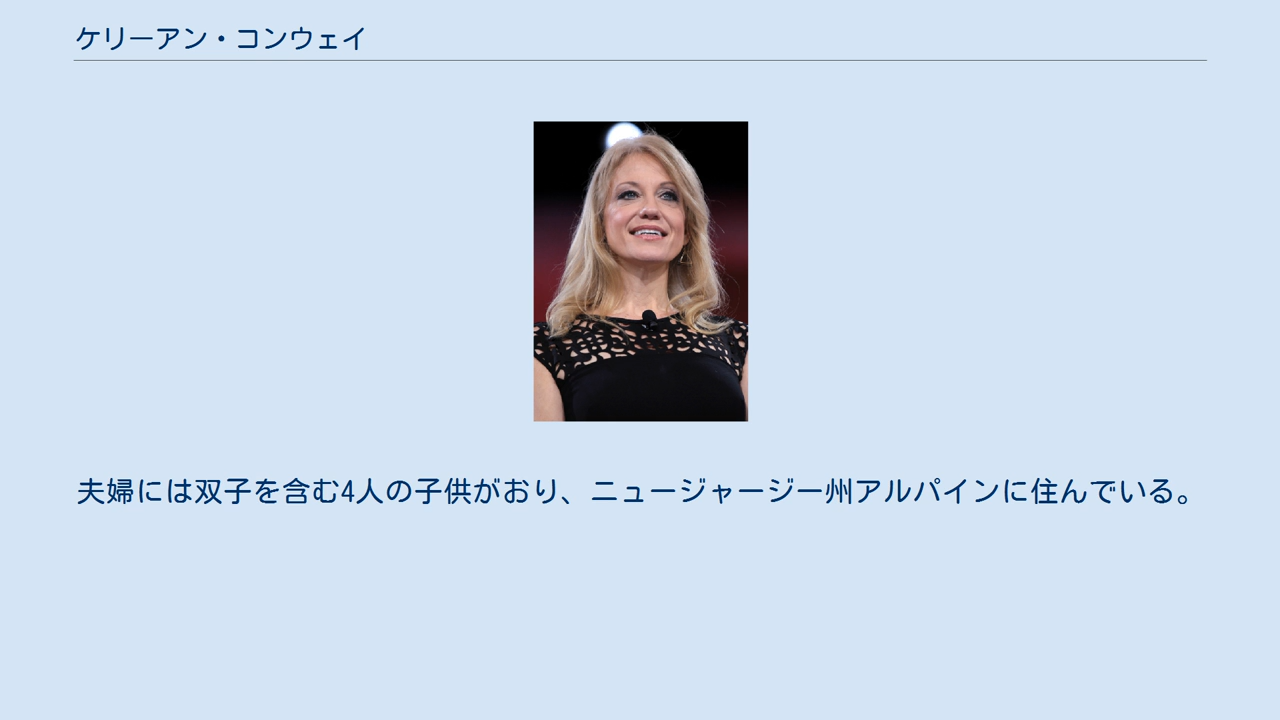 ケリーアン・コンウェイ
夫婦には双子を含む4人の子供がおり、ニュージャージー州アルパインに住んでいる。